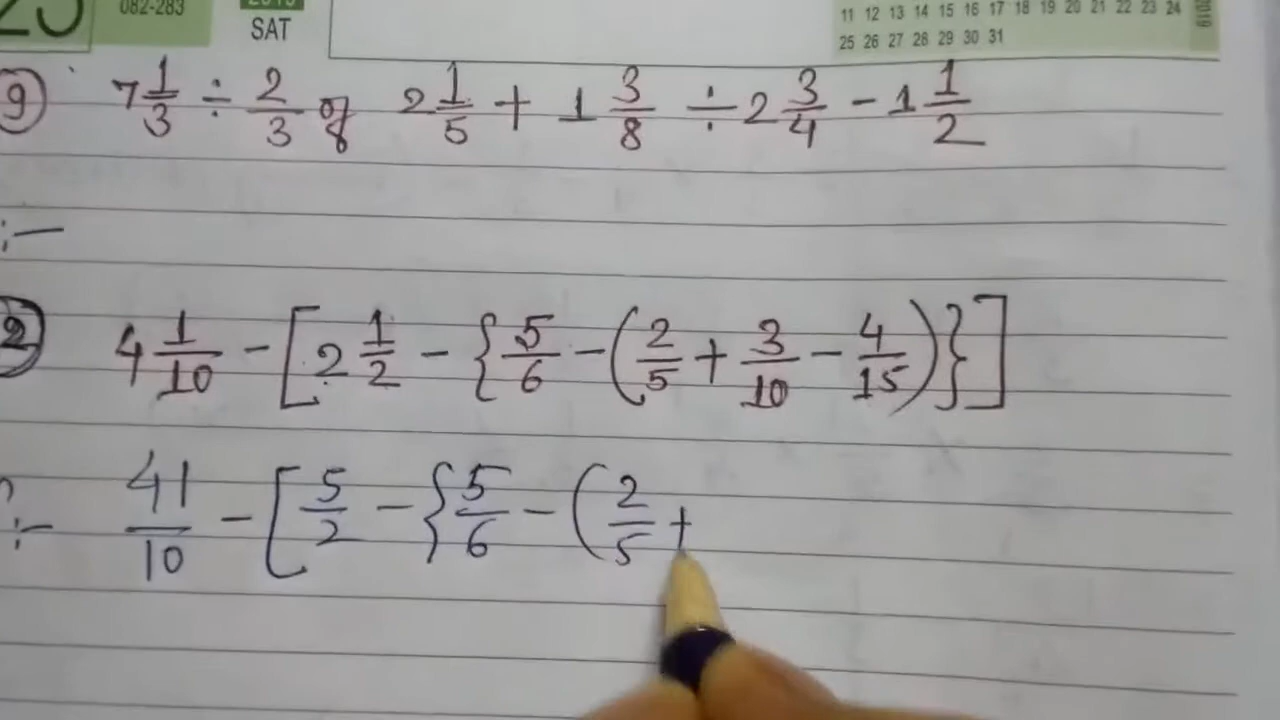 082-283
SAT
11 12 13 14 15 16 17 18 19 20 21 22 23 24
25 26 27 28 29 30 31
2019
9 7 1/3 ÷ 2/3 of 2 1/5 + 1 3/8 ÷ 2 3/4 - 1 1/2
:-
2 4 1/10 - [2 1/2 - {5/6 - (2/5 + 3/10 - 4/15)}]
:- 41/10 - [5/2 - {5/6 - (2/5 +